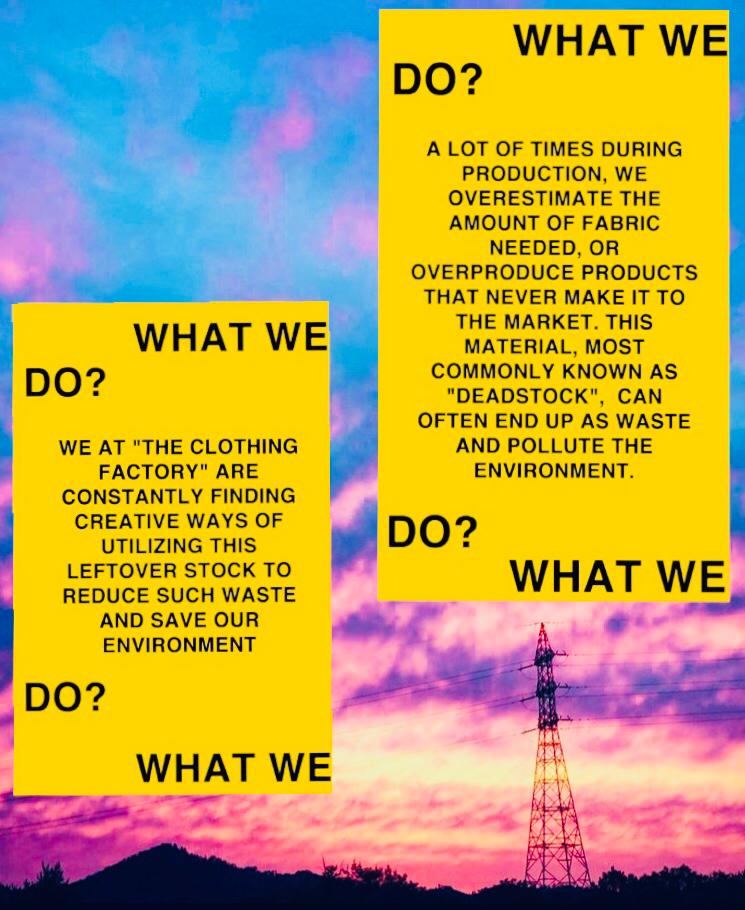 WHAT WE
DO?
A LOT OF TIMES DURING
PRODUCTION, WE
OVERESTIMATE THE
AMOUNT OF FABRIC
NEEDED, OR
OVERPRODUCE PRODUCTS
THAT NEVER MAKE IT TO
THE MARKET. THIS
MATERIAL, MOST
COMMONLY KNOWN AS
"DEADSTOCK",  CAN
OFTEN END UP AS WASTE
AND POLLUTE THE
ENVIRONMENT.
DO?
WHAT WE
WHAT WE
DO?
WE AT "THE CLOTHING
FACTORY" ARE
CONSTANTLY FINDING
CREATIVE WAYS OF
UTILIZING THIS
LEFTOVER STOCK TO
REDUCE SUCH WASTE
AND SAVE OUR
ENVIRONMENT
DO?
WHAT WE